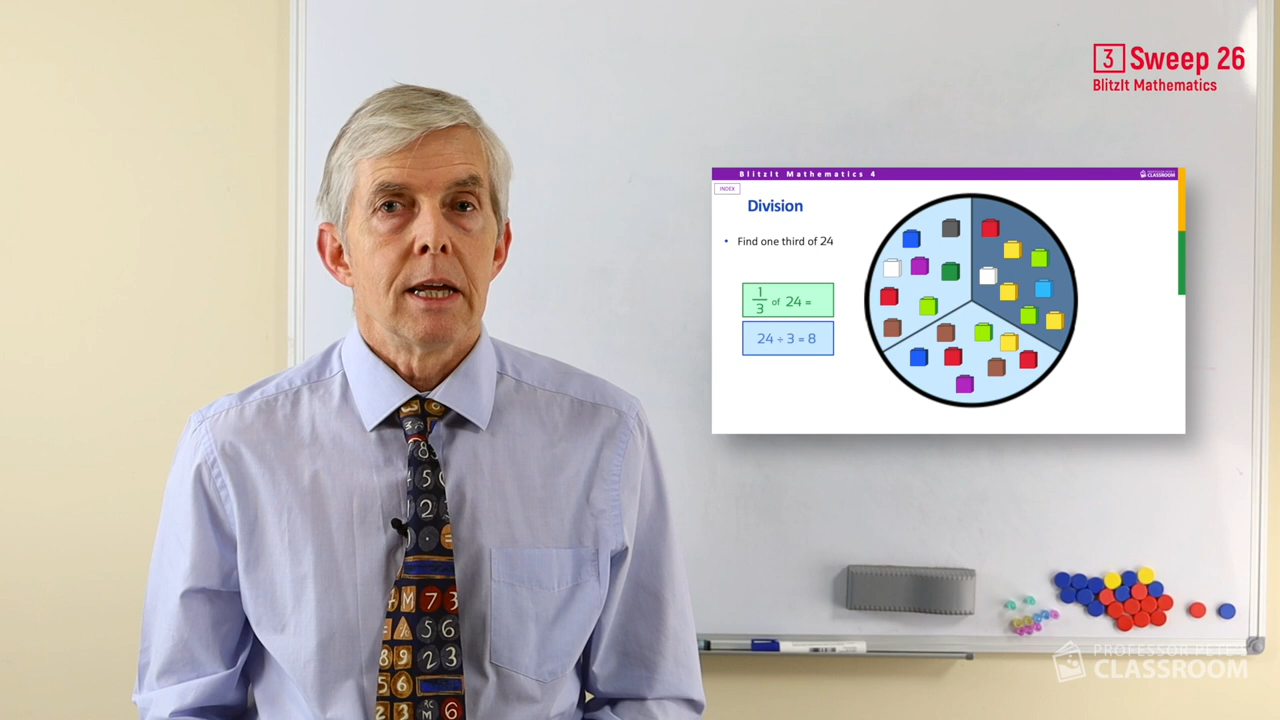 3 Sweep 26
BlitzIt Mathematics
BlitzIt Mathematics 4
CLASSROOM
INDEX
Division
• Find one third of 24
1/3 of 24 =
24 ÷ 3 = 8
PROFESSOR PETE'S
CLASSROOM